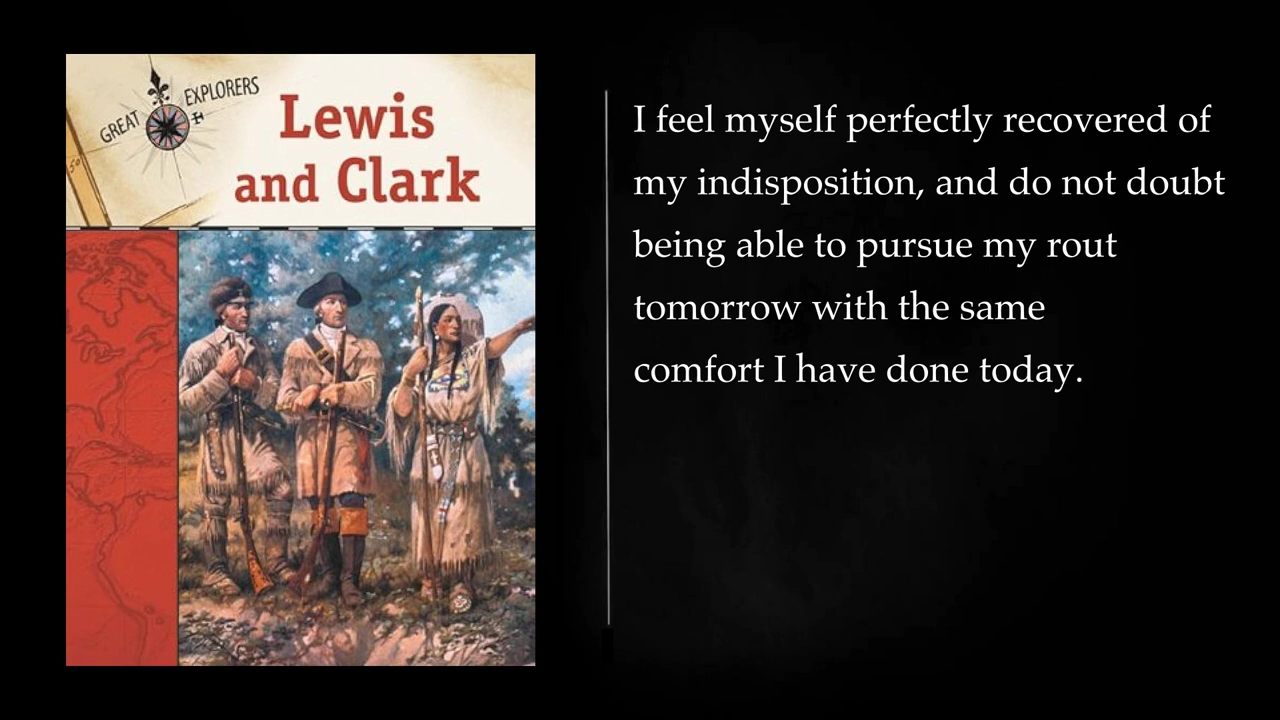 GREAT EXPLORERS
Lewis
and Clark
50
I feel myself perfectly recovered of
my indisposition, and do not doubt
being able to pursue my rout
tomorrow with the same
comfort I have done today.